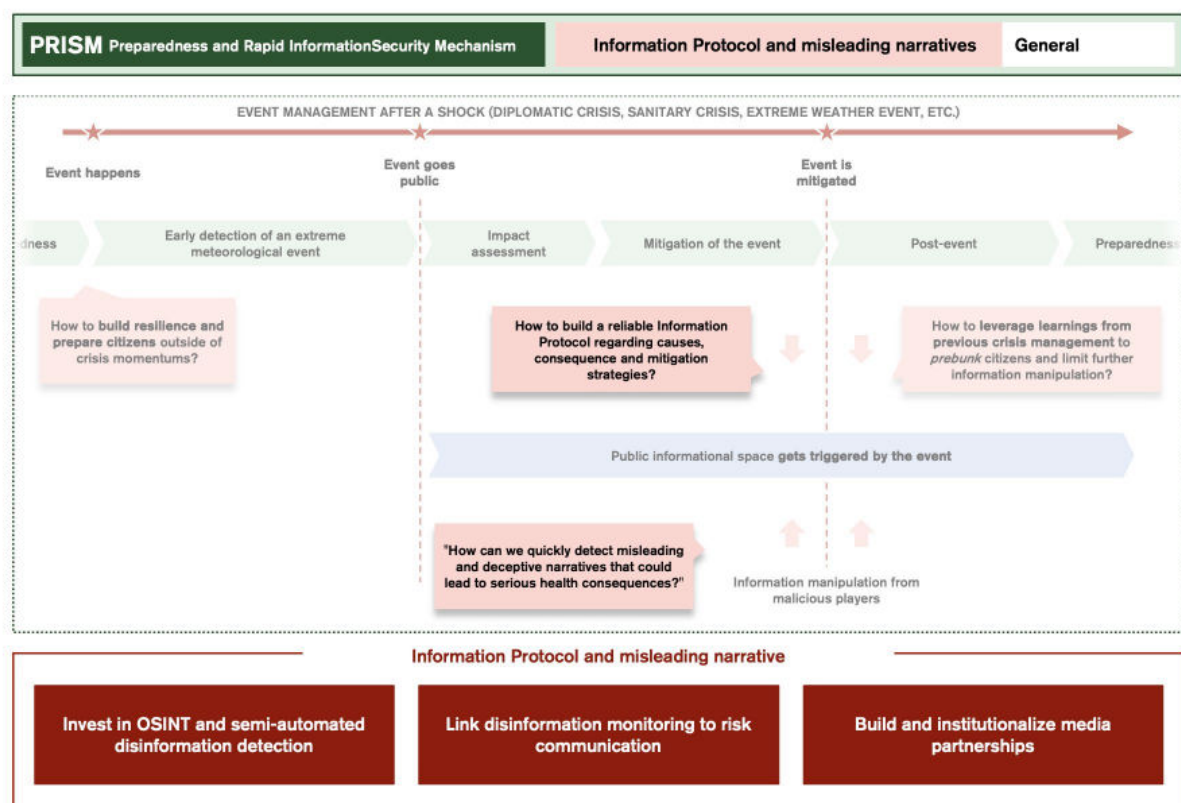 PRISM Preparedness and Rapid InformationSecurity Mechanism
Information Protocol and misleading narratives
General
EVENT MANAGEMENT AFTER A SHOCK (DIPLOMATIC CRISIS, SANITARY CRISIS, EXTREME WEATHER EVENT, ETC.)
Event happens
Event goes
public
Event is
mitigated
dness
Early detection of an extreme
meteorological event
Impact
assessment
Mitigation of the event
Post-event
Preparedness
How to build resilience and
prepare citizens outside of
crisis momentums?
How to build a reliable Information
Protocol regarding causes,
consequence and mitigation
strategies?
How to leverage learnings from
previous crisis management to
prebunk citizens and limit further
information manipulation?
Public informational space gets triggered by the event
"How can we quickly detect misleading
and deceptive narratives that could
lead to serious health consequences?"
Information manipulation from
malicious players
Information Protocol and misleading narrative
Invest in OSINT and semi-automated
disinformation detection
Link disinformation monitoring to risk
communication
Build and institutionalize media
partnerships